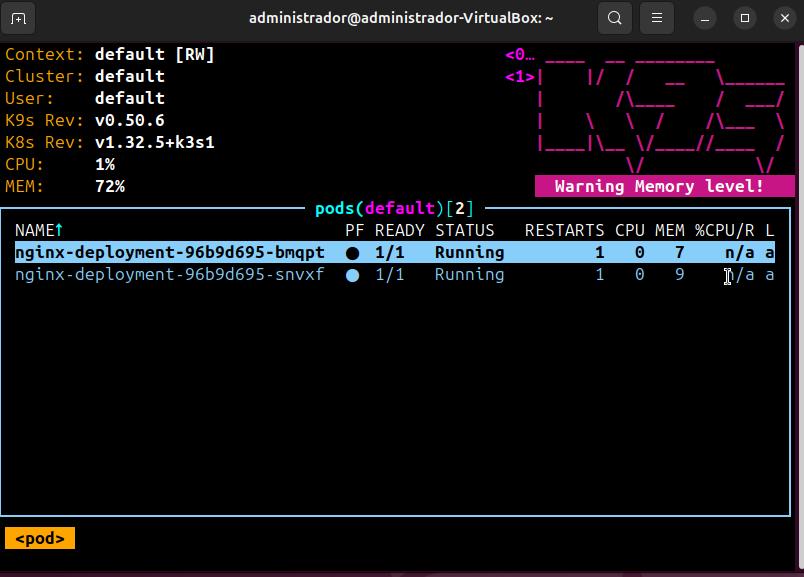 administrador@administrador-VirtualBox: ~
Context: default [RW]
Cluster: default
User: default
K9s Rev: v0.50.6
K8s Rev: v1.32.5+k3s1
CPU: 1%
MEM: 72%
<0…
<1>
Warning Memory level!
pods(default)[2]
NAME↑ PF READY STATUS RESTARTS CPU MEM %CPU/R L
nginx-deployment-96b9d695-bmqpt ● 1/1 Running 1 0 7 n/a a
nginx-deployment-96b9d695-snvxf ● 1/1 Running 1 0 9 n/a a
<pod>